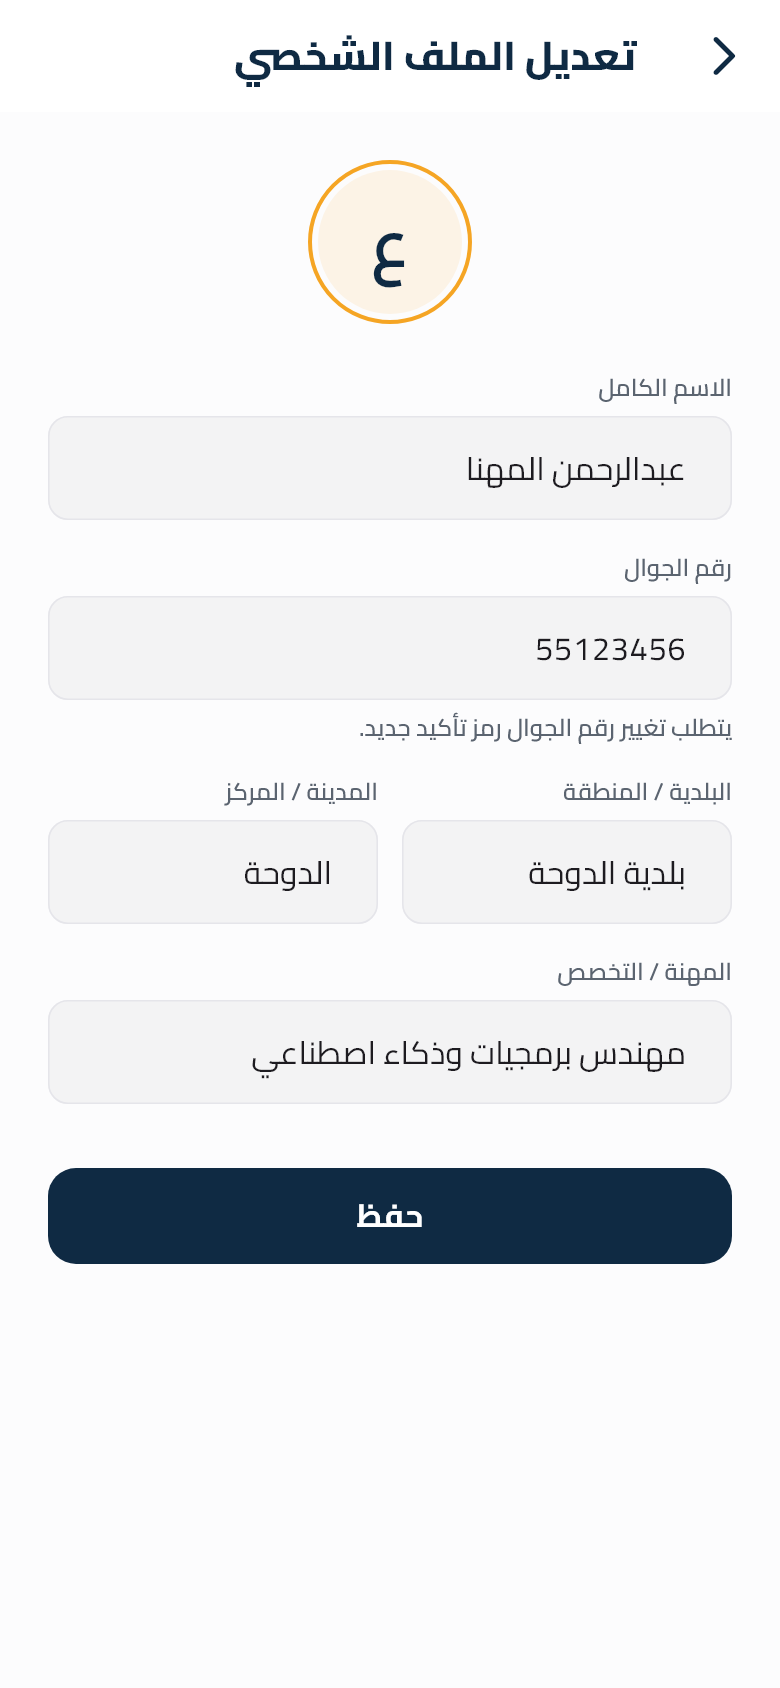 تعديل الملف الشخصي
ع
الاسم الكامل
عبدالرحمن المهنا
رقم الجوال
55123456
يتطلب تغيير رقم الجوال رمز تأكيد جديد.
البلدية / المنطقة
بلدية الدوحة
المدينة / المركز
الدوحة
المهنة / التخصص
مهندس برمجيات وذكاء اصطناعي
حفظ